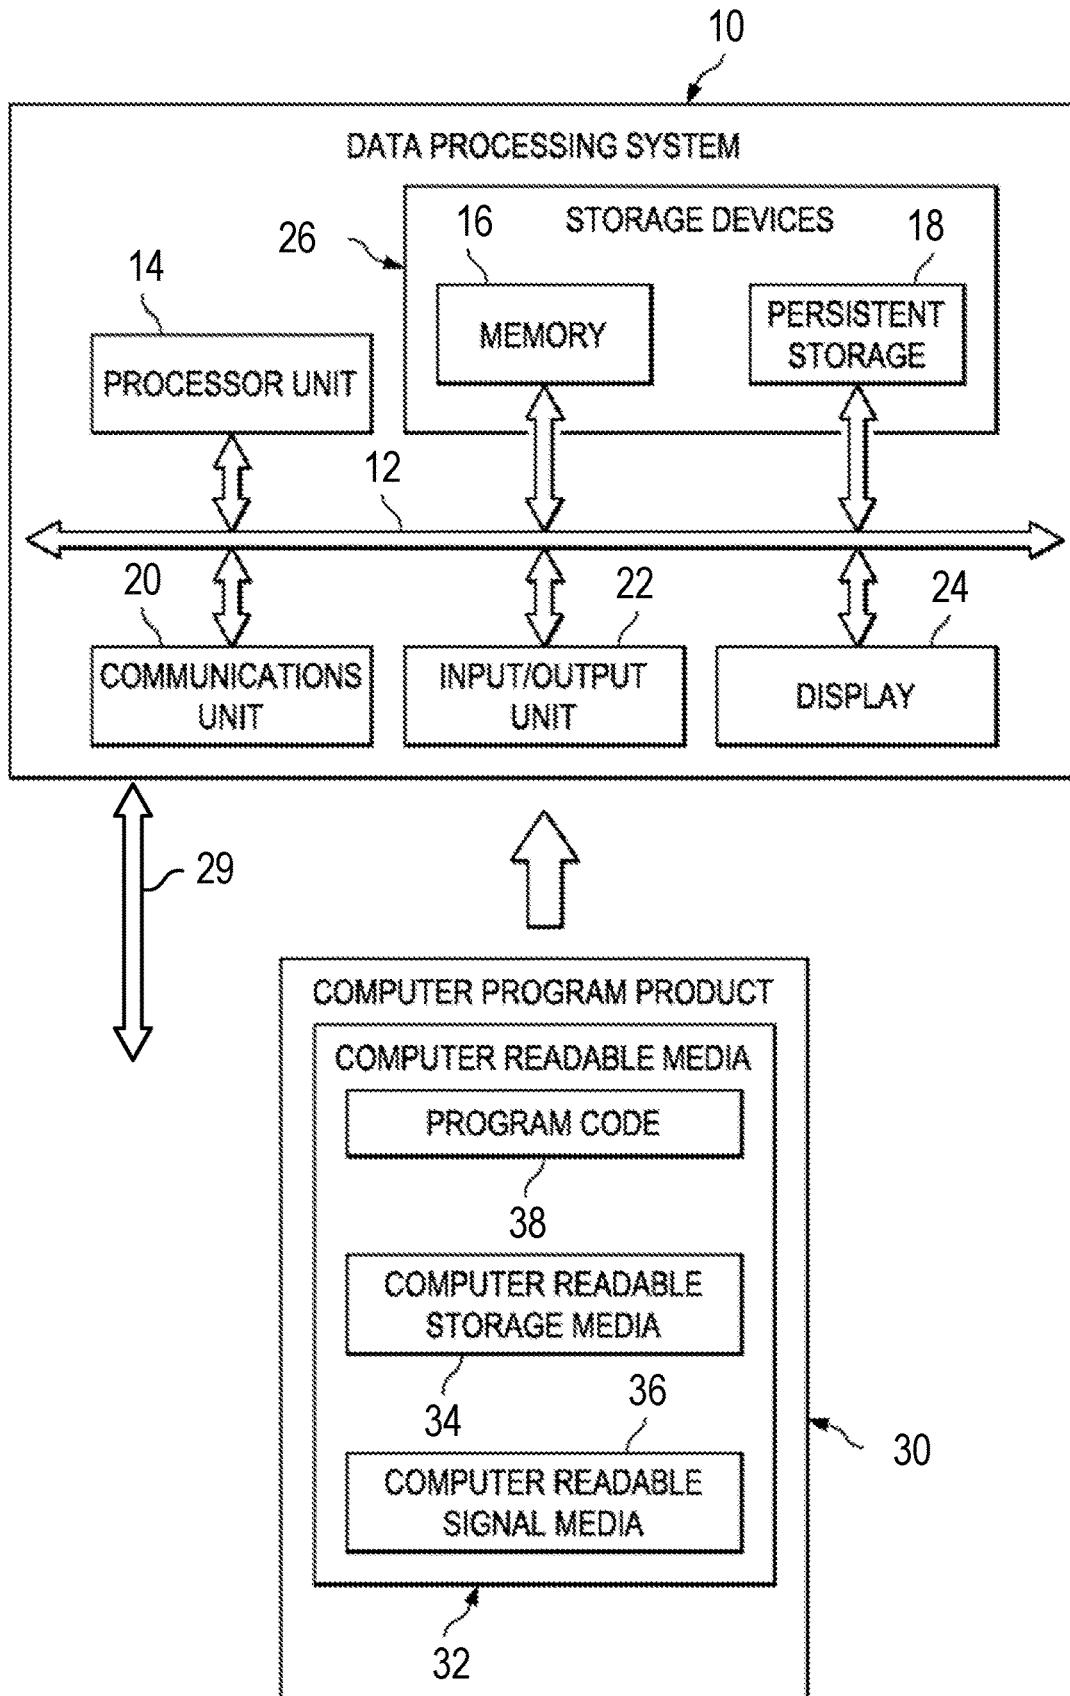 10
DATA PROCESSING SYSTEM
STORAGE DEVICES
26
16
18
14
MEMORY
PERSISTENT
STORAGE
PROCESSOR UNIT
12
20
22
24
COMMUNICATIONS
UNIT
INPUT/OUTPUT
UNIT
DISPLAY
29
COMPUTER PROGRAM PRODUCT
COMPUTER READABLE MEDIA
PROGRAM CODE
38
COMPUTER READABLE
STORAGE MEDIA
34
36
30
COMPUTER READABLE
SIGNAL MEDIA
32